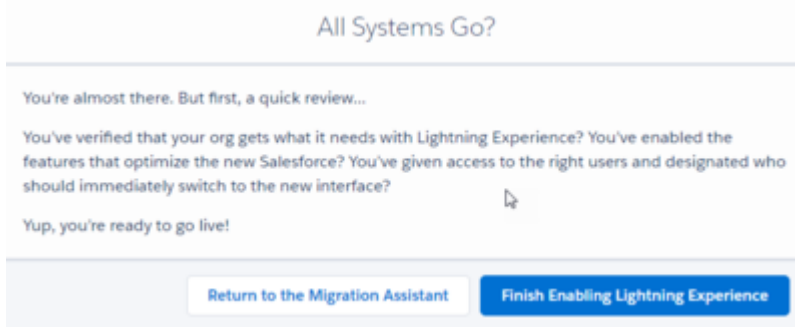 All Systems Go?
You're almost there. But first, a quick review...
You've verified that your org gets what it needs with Lightning Experience? You've enabled the
features that optimize the new Salesforce? You've given access to the right users and designated who
should immediately switch to the new interface?
Yup, you're ready to go live!
Return to the Migration Assistant
Finish Enabling Lightning Experience